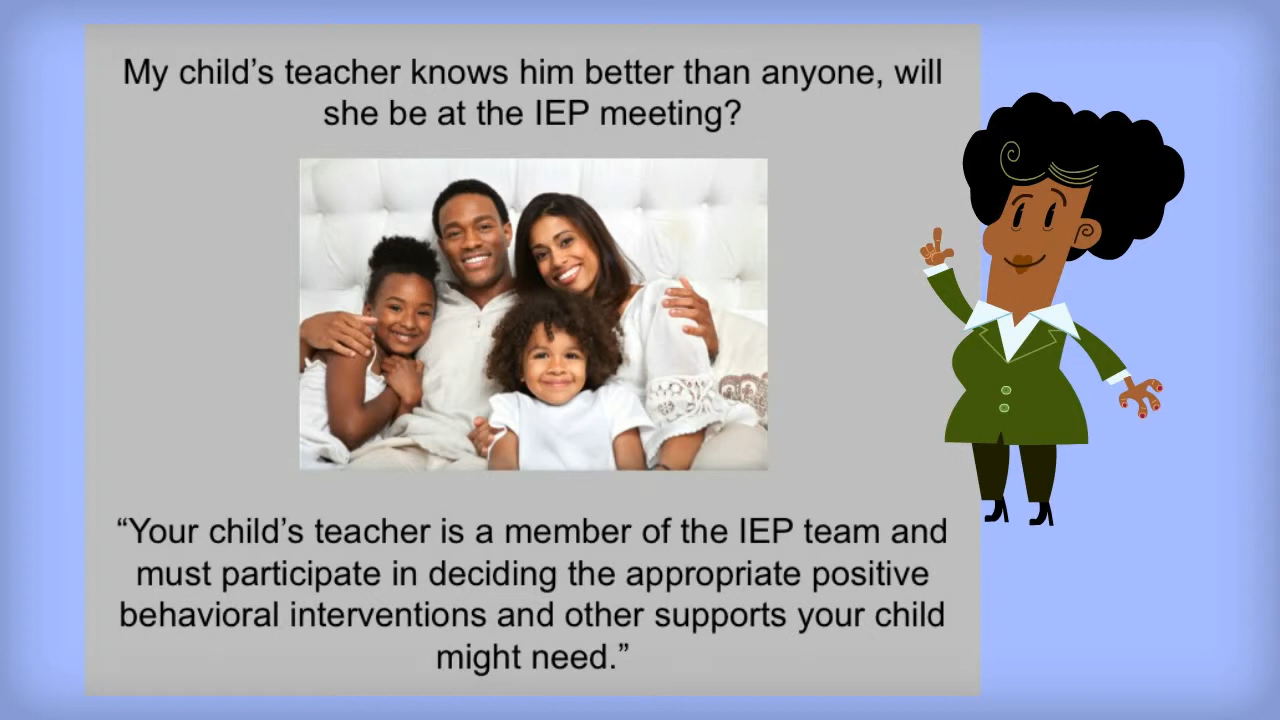 My child’s teacher knows him better than anyone, will
she be at the IEP meeting?
“Your child’s teacher is a member of the IEP team and
must participate in deciding the appropriate positive
behavioral interventions and other supports your child
might need.”